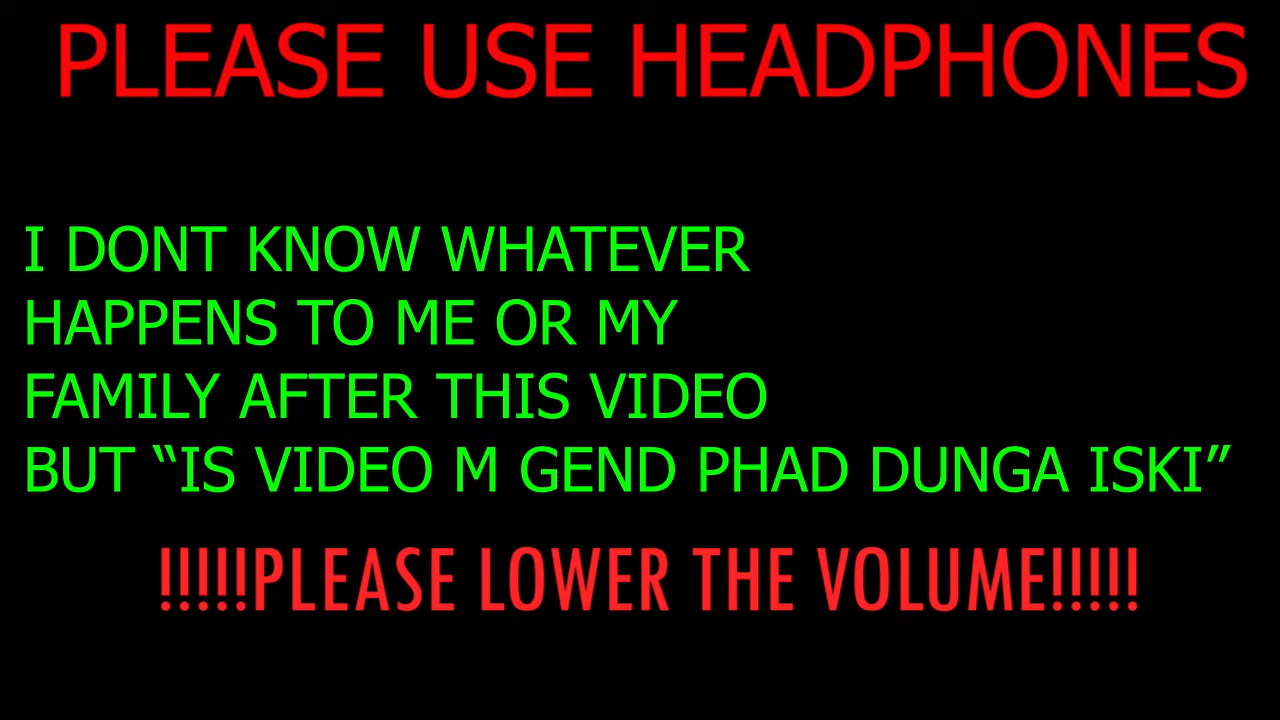 PLEASE USE HEADPHONES
I DONT KNOW WHATEVER
HAPPENS TO ME OR MY
FAMILY AFTER THIS VIDEO
BUT “IS VIDEO M GEND PHAD DUNGA ISKI”
!!!!!PLEASE LOWER THE VOLUME!!!!!